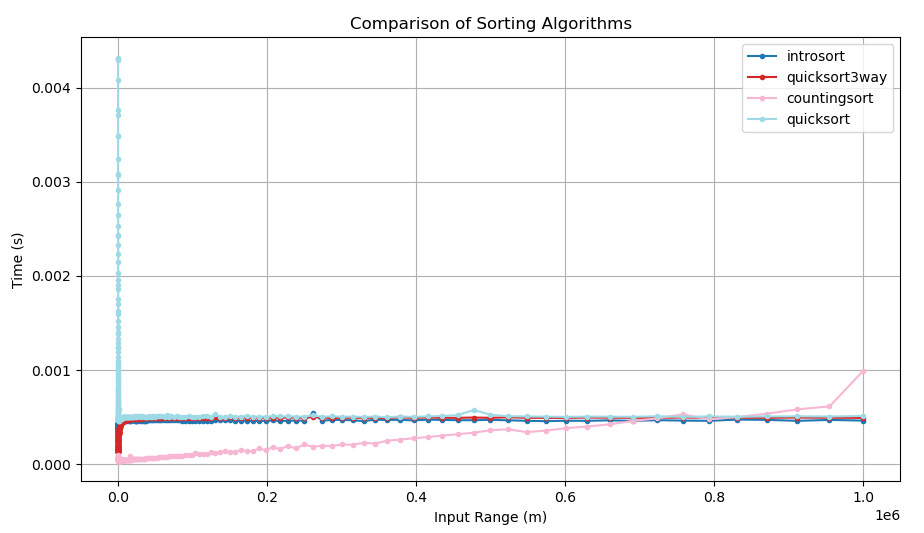 Comparison of Sorting Algorithms
introsort
quicksort3way
countingsort
quicksort
Time (s)
0.004
0.003
0.002
0.001
0.000
0.0 0.2 0.4 0.6 0.8 1.0
1e6
Input Range (m)